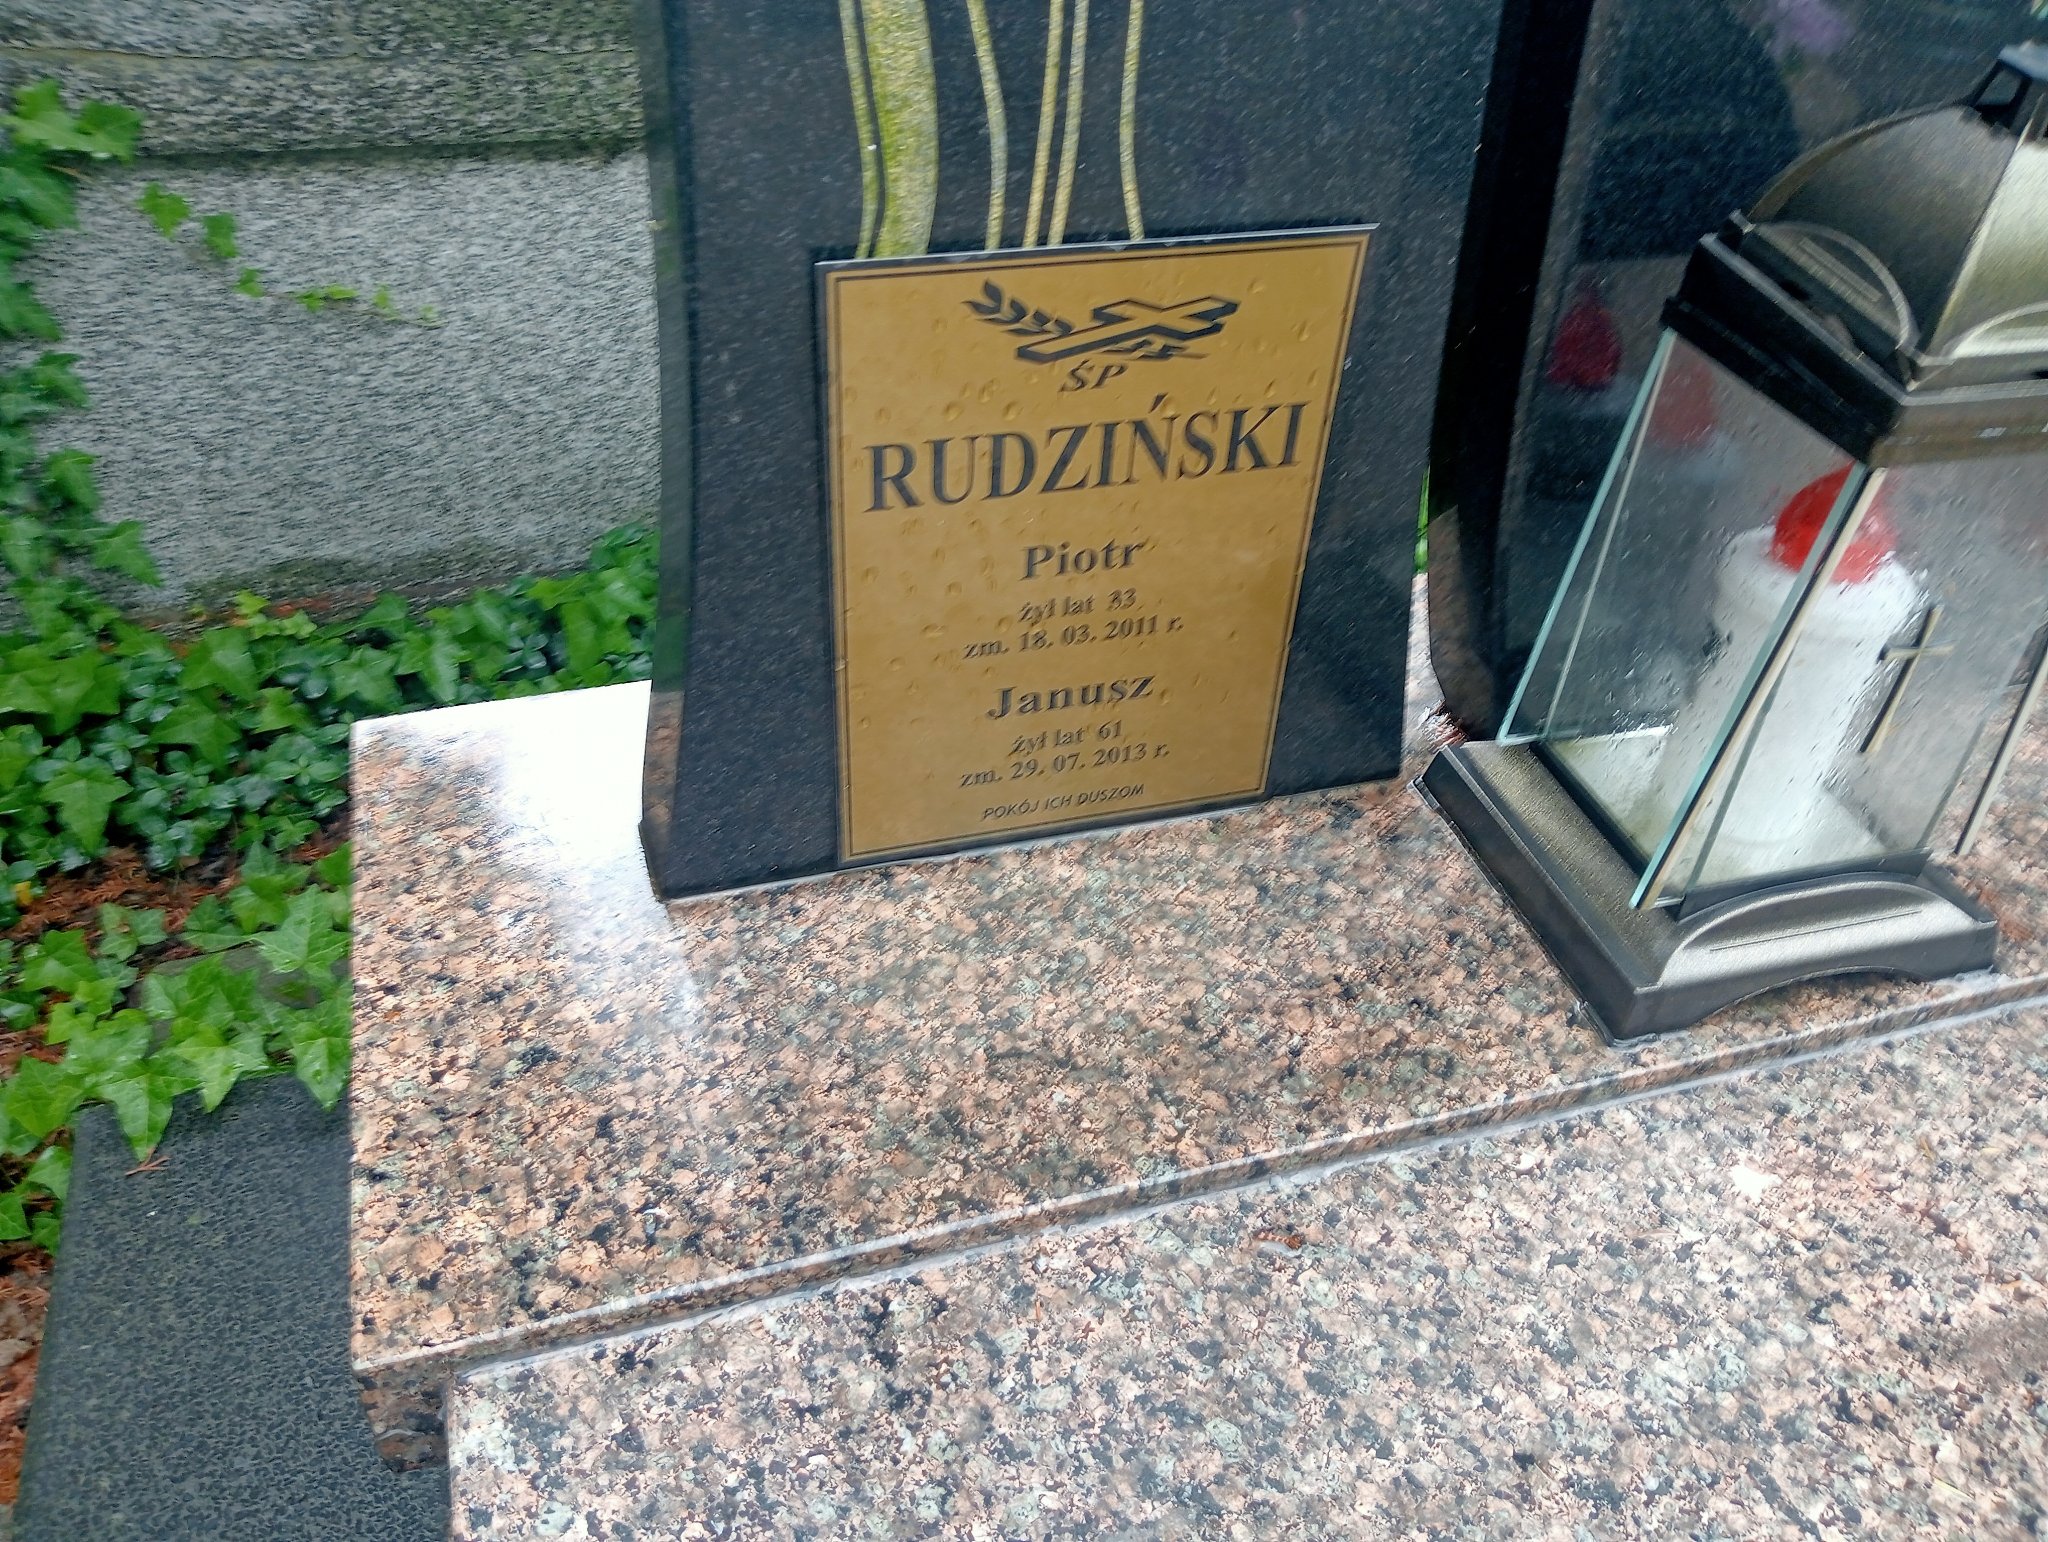 ŚP
RUDZIŃSKI
Piotr
żył lat 33
zm. 18. 03. 2011 r.
Janusz
żył lat 61
zm. 29. 07. 2013 r.
POKÓJ ICH DUSZOM